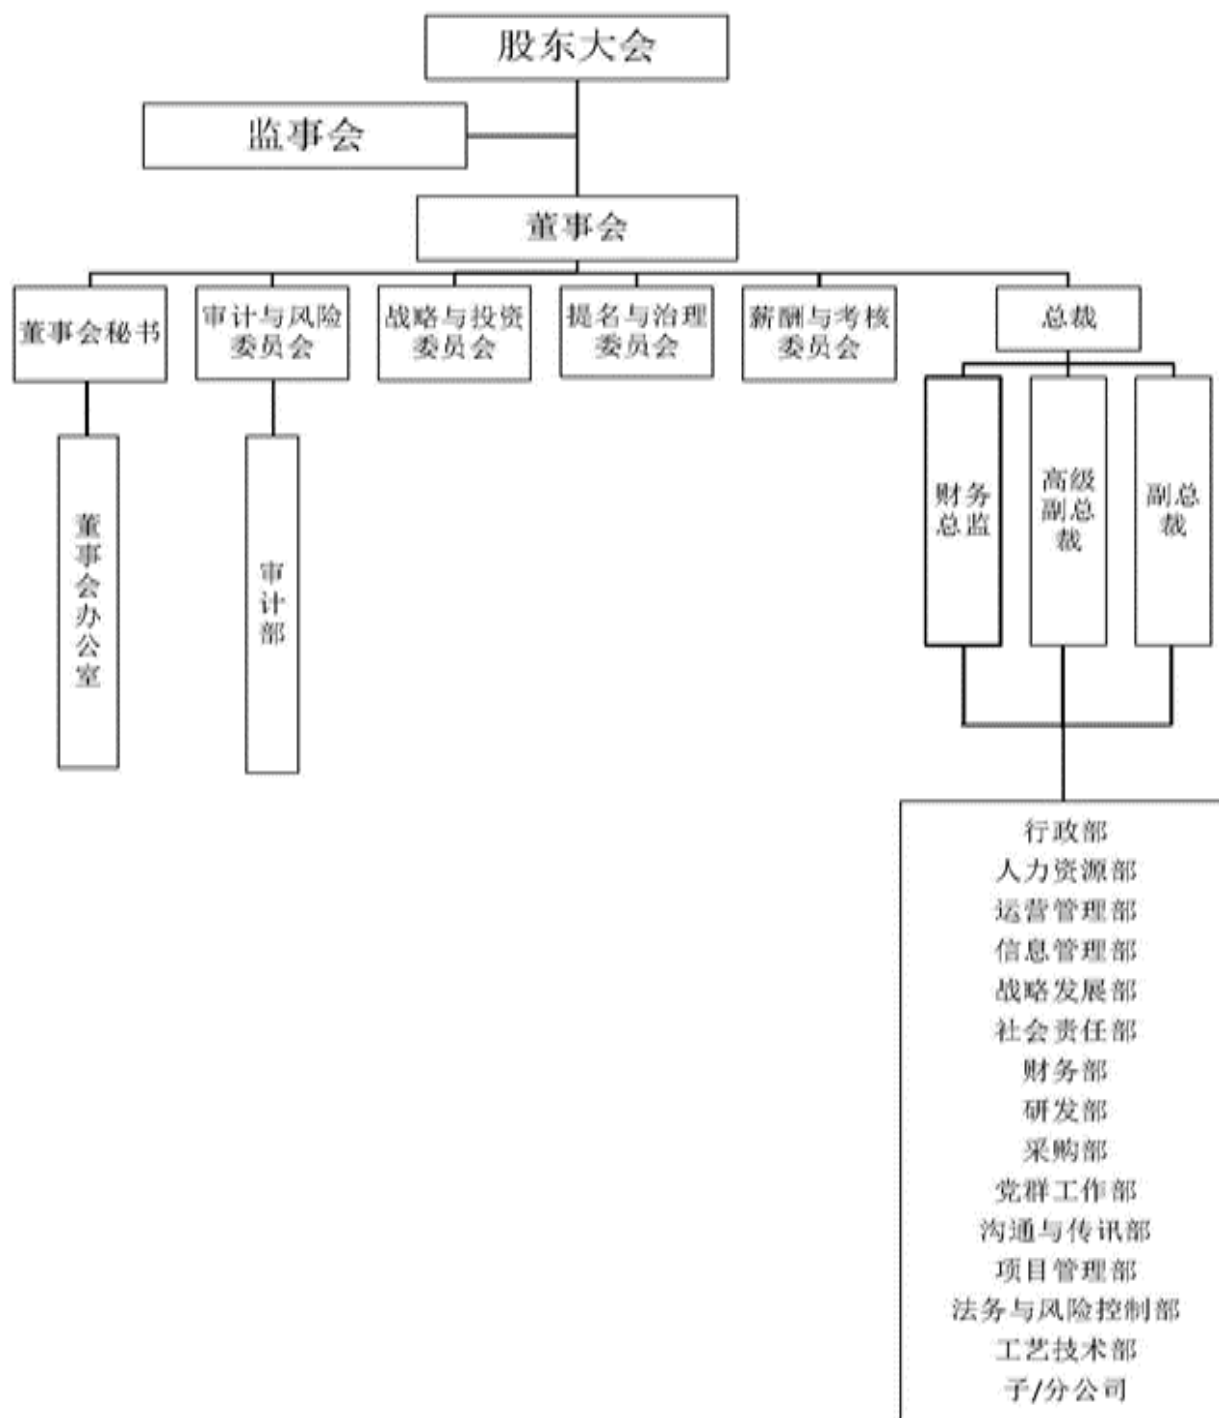 股东大会
监事会
董事会
董事会秘书
审计与风险
委员会
战略与投资
委员会
提名与治理
委员会
薪酬与考核
委员会
总裁
财务
总监
高级
副总
裁
副总
裁
董事会办公室
审计部
行政部
人力资源部
运营管理部
信息管理部
战略发展部
社会责任部
财务部
研发部
采购部
党群工作部
沟通与传讯部
项目管理部
法务与风险控制部
工艺技术部
子/分公司